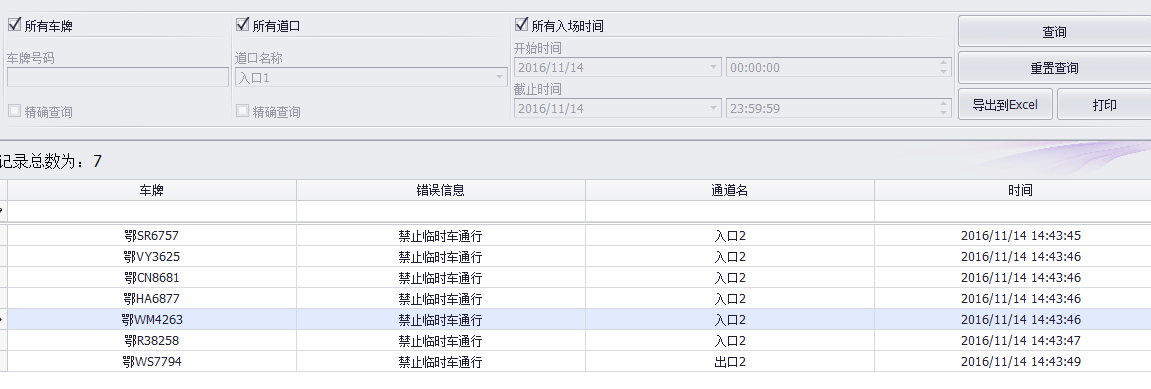 所有车牌 所有道口 所有入场时间 查询
车牌号码 道口名称 开始时间
入口1 2016/11/14 00:00:00 重置查询
截止时间
精确查询 精确查询 2016/11/14 23:59:59 导出到Excel 打印
记录总数为：7
车牌 错误信息 通道名 时间
鄂SR6757 禁止临时车通行 入口2 2016/11/14 14:43:45
鄂VY3625 禁止临时车通行 入口2 2016/11/14 14:43:46
鄂CN8681 禁止临时车通行 入口2 2016/11/14 14:43:46
鄂HA6877 禁止临时车通行 入口2 2016/11/14 14:43:46
鄂WM4263 禁止临时车通行 入口2 2016/11/14 14:43:46
鄂R38258 禁止临时车通行 入口2 2016/11/14 14:43:47
鄂WS7794 禁止临时车通行 出口2 2016/11/14 14:43:49